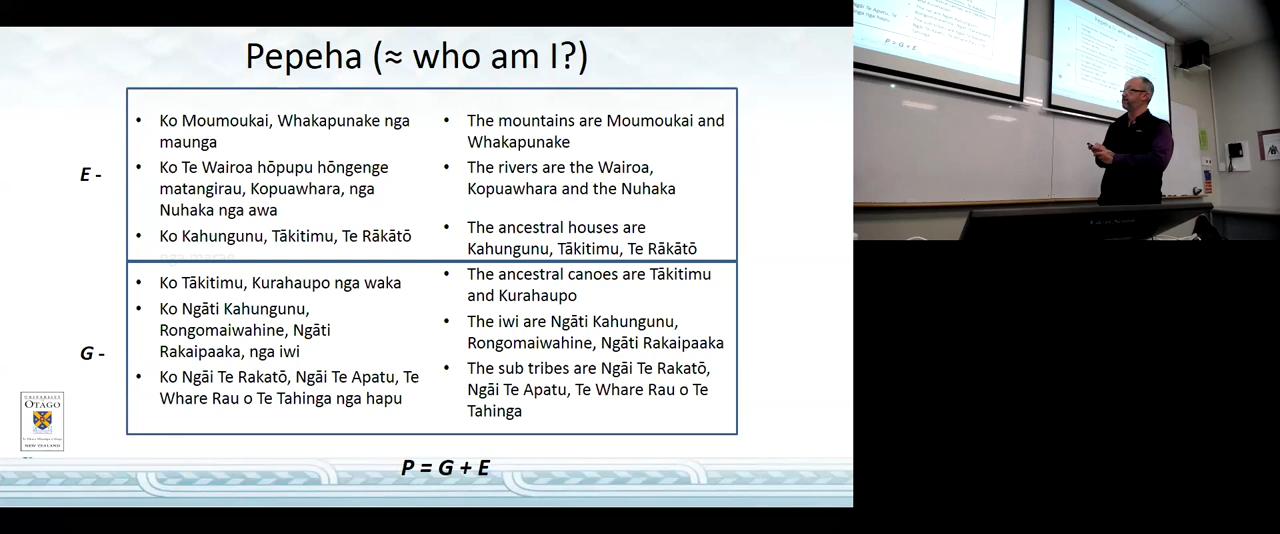 Pepeha (≈ who am I?)
E -
• Ko Moumoukai, Whakapunake nga
maunga
• Ko Te Wairoa hōpupu hōngenge
matangirau, Kopuawhara, nga
Nuhaka nga awa
• Ko Kahungunu, Tākitimu, Te Rākātō
nga marae
• The mountains are Moumoukai and
Whakapunake
• The rivers are the Wairoa,
Kopuawhara and the Nuhaka
The ancestral houses are
Kahungunu, Tākitimu, Te Rākātō
G -
• Ko Tākitimu, Kurahaupo nga waka
• Ko Ngāti Kahungunu,
Rongomaiwahine, Ngāti
Rakaipaaka, nga iwi
• Ko Ngāi Te Rakatō, Ngāi Te Apatu, Te
Whare Rau o Te Tahinga nga hapu
• The ancestral canoes are Tākitimu
and Kurahaupo
• The iwi are Ngāti Kahungunu,
Rongomaiwahine, Ngāti Rakaipaaka
• The sub tribes are Ngāi Te Rakatō,
Ngāi Te Apatu, Te Whare Rau o Te
Tahinga
P = G + E
UNIVERSITY
OTAGO
NEW ZEALAND
P = G + E